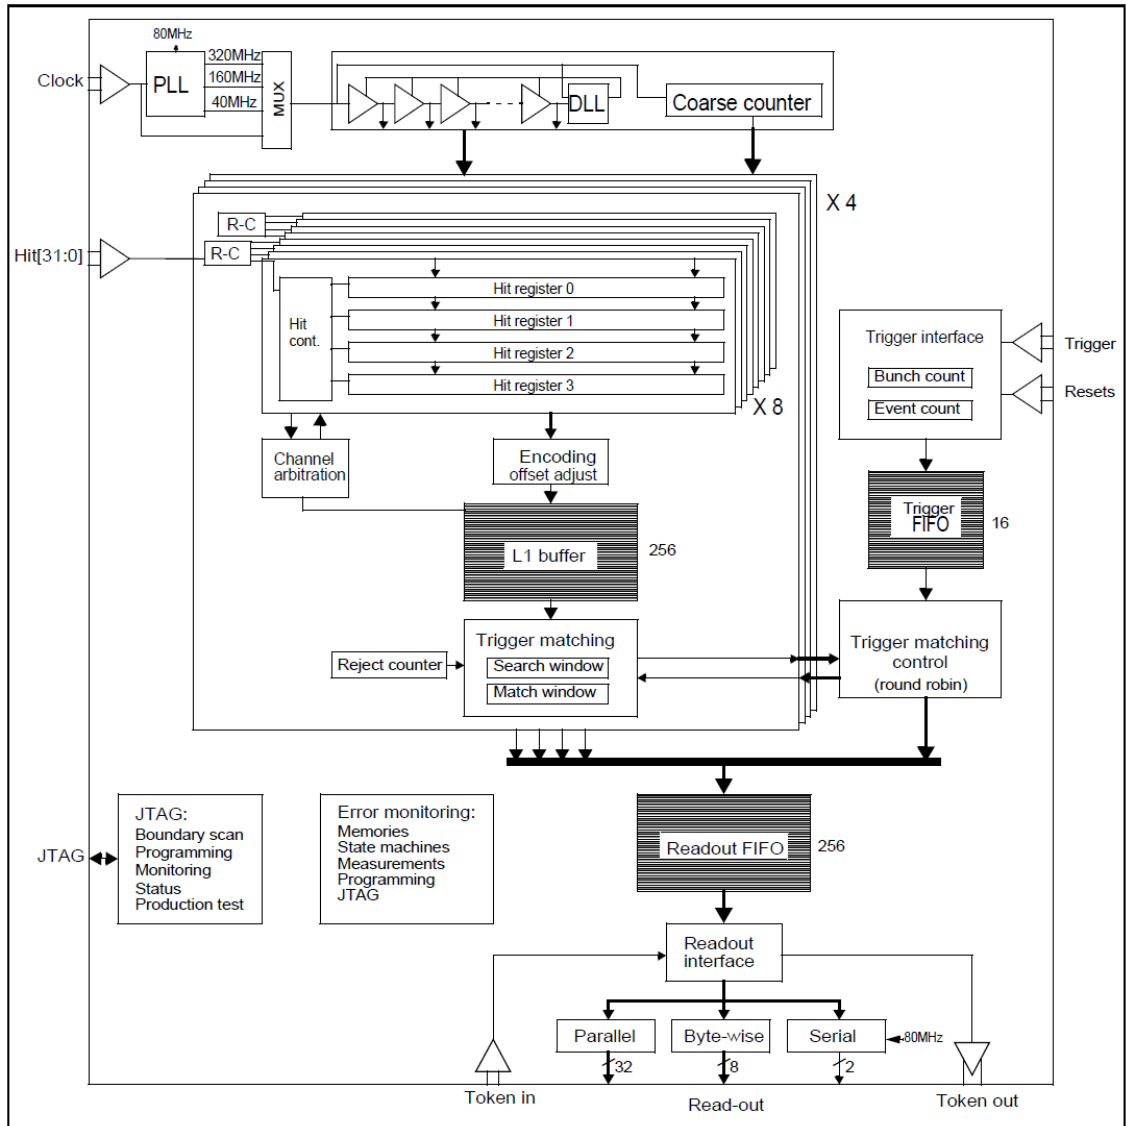 80MHz
320MHz
Clock
PLL
160MHz
40MHz
MUX
DLL
Coarse counter
X 4
R-C
R-C
Hit[31:0]
Hit register 0
Hit
cont.
Hit register 1
Hit register 2
Hit register 3
X 8
Trigger interface
Trigger
Bunch count
Resets
Event count
Channel
arbitration
Encoding
offset adjust
Trigger
FIFO
16
L1 buffer
256
Trigger matching
Reject counter
Search window
Match window
Trigger matching
control
(round robin)
JTAG:
Boundary scan
Programming
Monitoring
Status
Production test
JTAG
Error monitoring:
Memories
State machines
Measurements
Programming
JTAG
Readout FIFO
256
Readout
interface
Parallel
Byte-wise
Serial
80MHz
32
8
2
Token in
Read-out
Token out